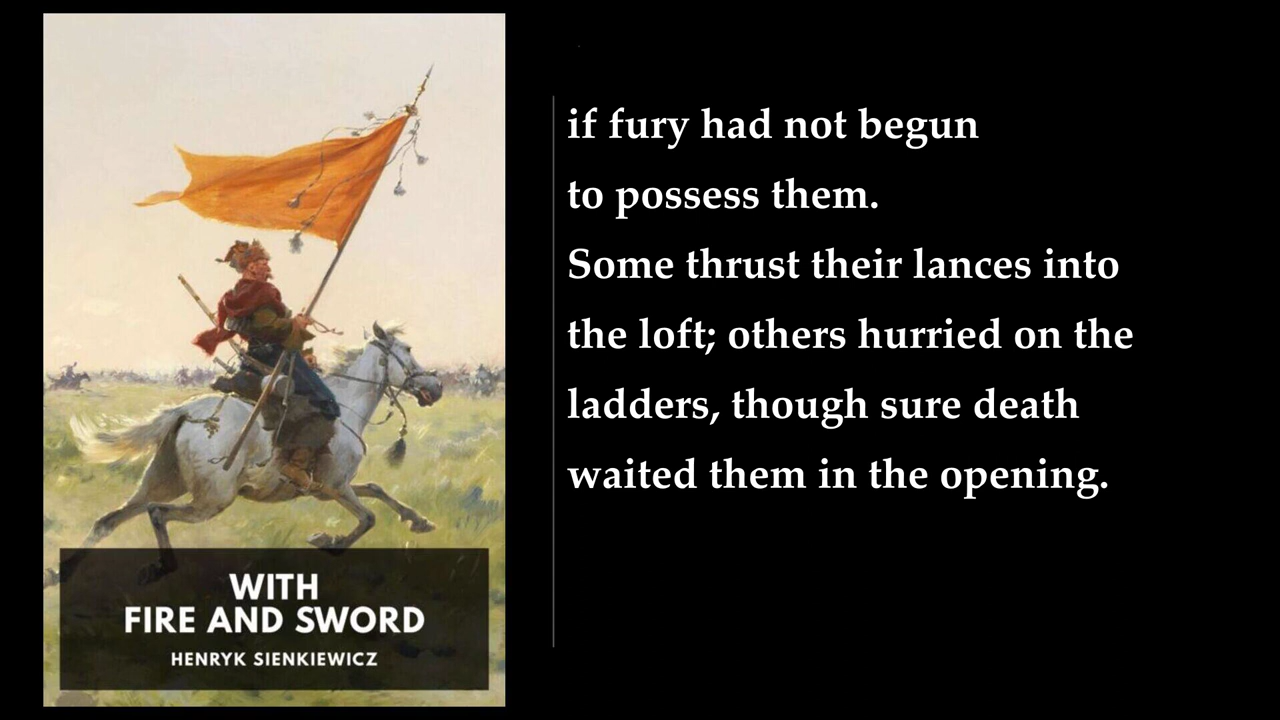 if fury had not begun
to possess them.
Some thrust their lances into
the loft; others hurried on the
ladders, though sure death
waited them in the opening.
WITH
FIRE AND SWORD
HENRYK SIENKIEWICZ